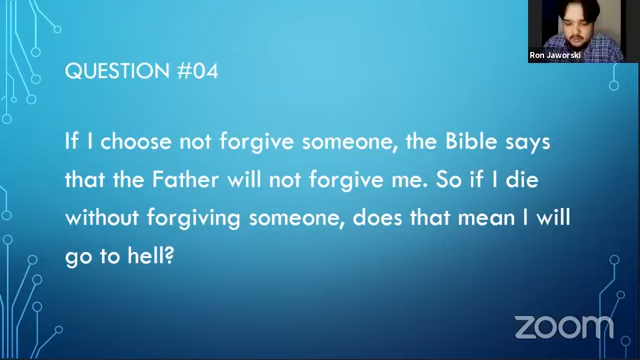 Ron Jaworski
QUESTION #04
If I choose not forgive someone, the Bible says
that the Father will not forgive me. So if I die
without forgiving someone, does that mean I will
go to hell?
zoom